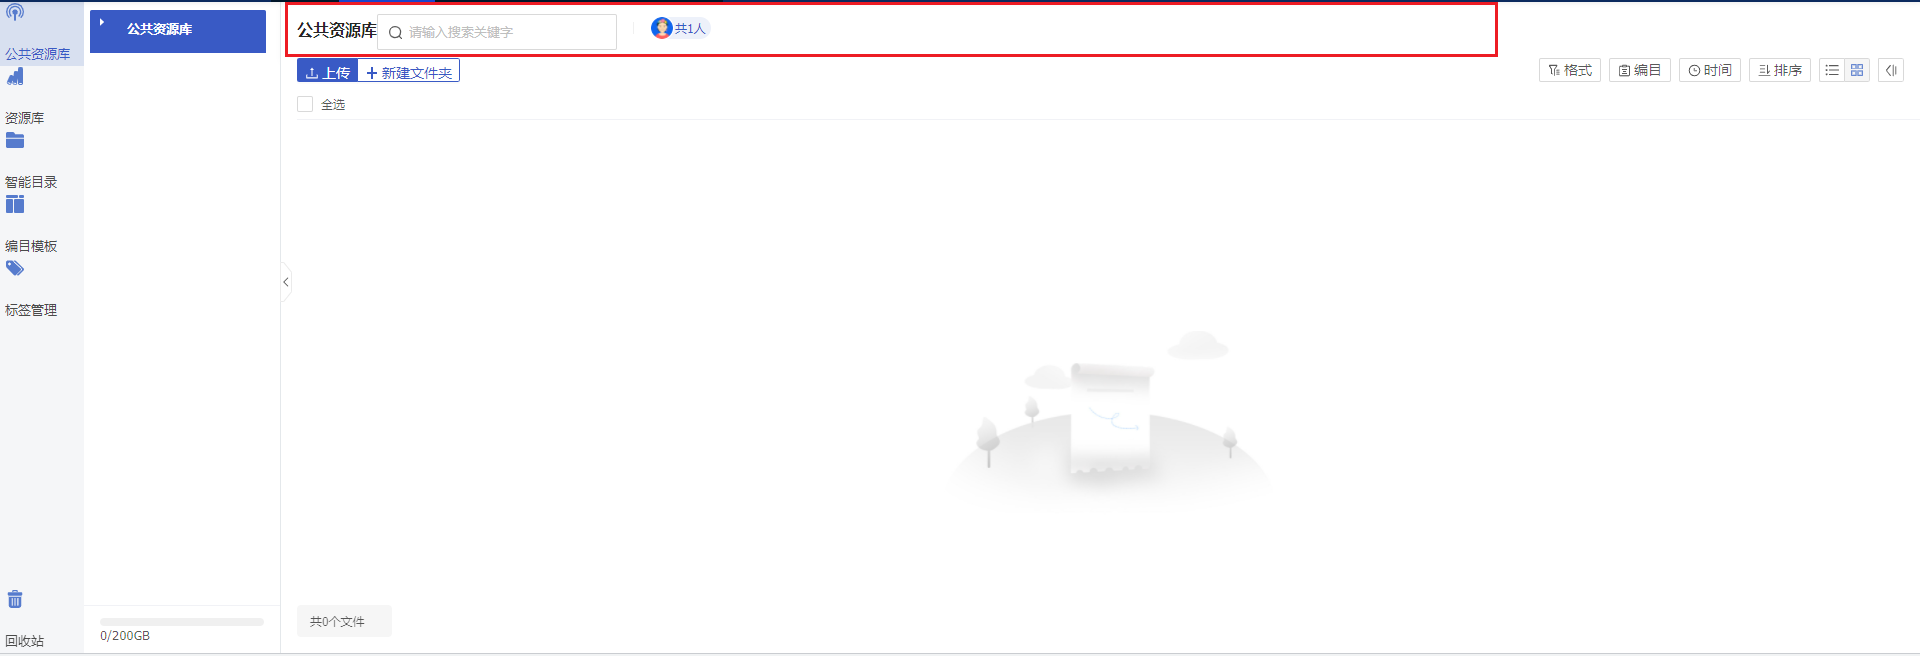 公共资源库
资源库
智能目录
编目模板
标签管理
回收站
公共资源库
0/200GB
公共资源库
请输入搜索关键字
共1人
上传
新建文件夹
格式
编目
时间
排序
全选
共0个文件